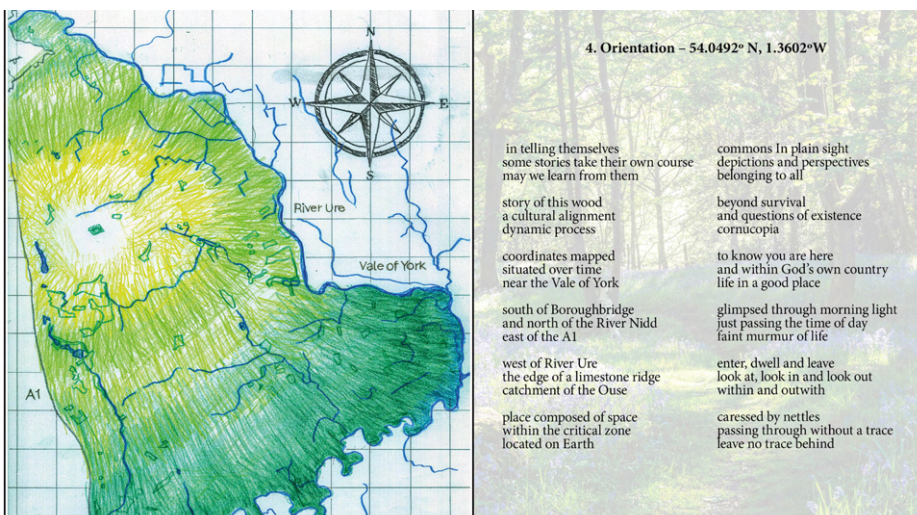 N
W
E
S
River Ure
Vale of York
A1
4. Orientation – 54.0492º N, 1.3602ºW
in telling themselves
some stories take their own course
may we learn from them
story of this wood
a cultural alignment
dynamic process
coordinates mapped
situated over time
near the Vale of York
south of Boroughbridge
and north of the River Nidd
east of the A1
west of River Ure
the edge of a limestone ridge
catchment of the Ouse
place composed of space
within the critical zone
located on Earth
commons In plain sight
depictions and perspectives
belonging to all
beyond survival
and questions of existence
cornucopia
to know you are here
and within God's own country
life in a good place
glimpsed through morning light
just passing the time of day
faint murmur of life
enter, dwell and leave
look at, look in and look out
within and outwith
caressed by nettles
passing through without a trace
leave no trace behind